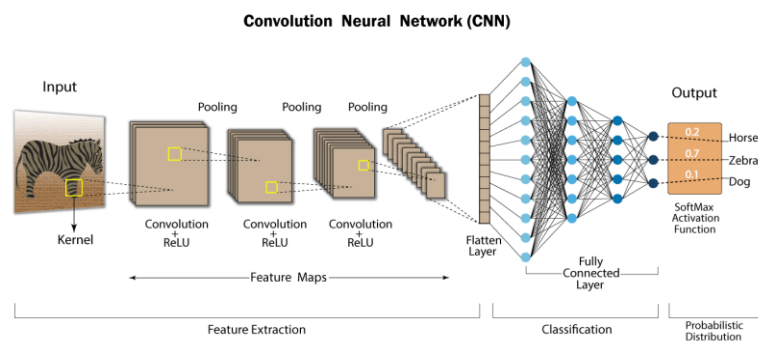 Convolution Neural Network (CNN)
Input
Pooling
Pooling
Pooling
Output
0.2
Horse
0.7
Zebra
0.1
Dog
Kernel
Convolution
+
ReLU
Convolution
+
ReLU
Convolution
+
ReLU
Flatten
Layer
SoftMax
Activation
Function
Fully
Connected
Layer
Feature Maps
Feature Extraction
Classification
Probabilistic
Distribution